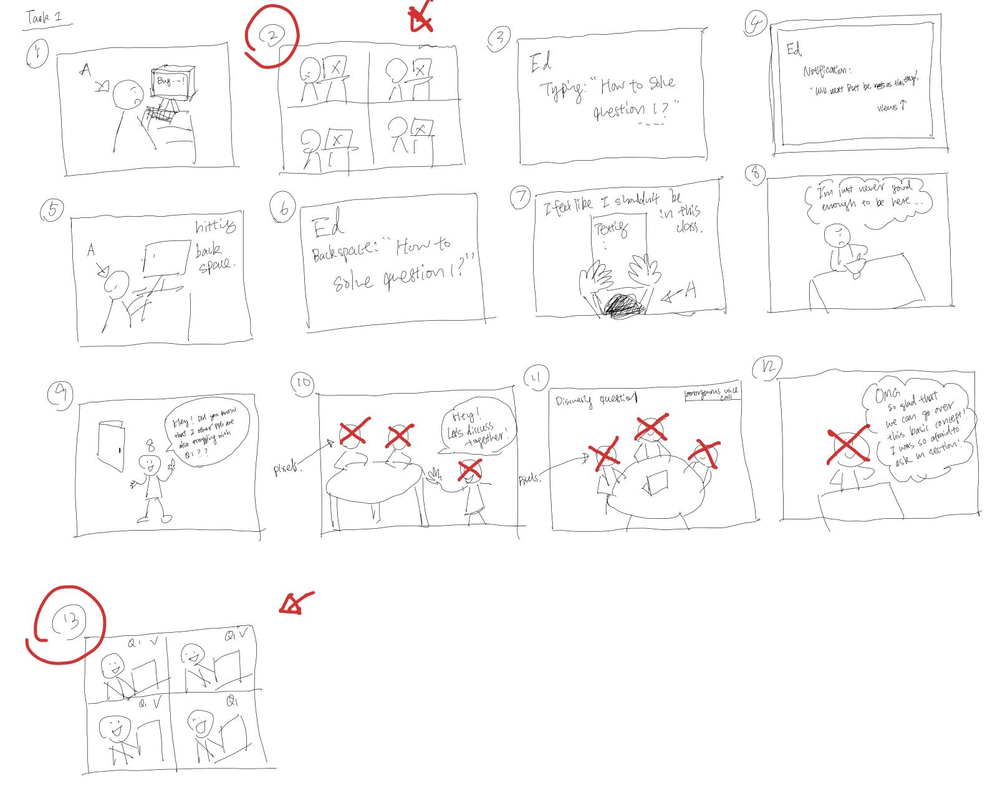 Task 1
1
A
Bug...!
2
X
X
X
X
3
Ed
Typing: "How to solve
question 1?"
4
Ed
Notification:
"Will next Pset be as this easy?"
views ↑
5
A
hitting
back
space.
6
Ed
Backspace: "How to
solve question 1?"
7
I feel like I shouldn't be
in this
class.
Texting
:
A
8
I'm just never good
enough to be here...
9
Hey! Did you know
that 2 other ppl are
also struggling with
Q1??
8
10
Hey!
Let's discuss
together!
pixels.
11
Discussing question 1
anonymous voice
call
Pixels.
12
OMG
so glad that
we can go over
this basic concept!
I was so afraid to
ask in section!
13
Q1 V
Q1 V
Q1 V
Q1